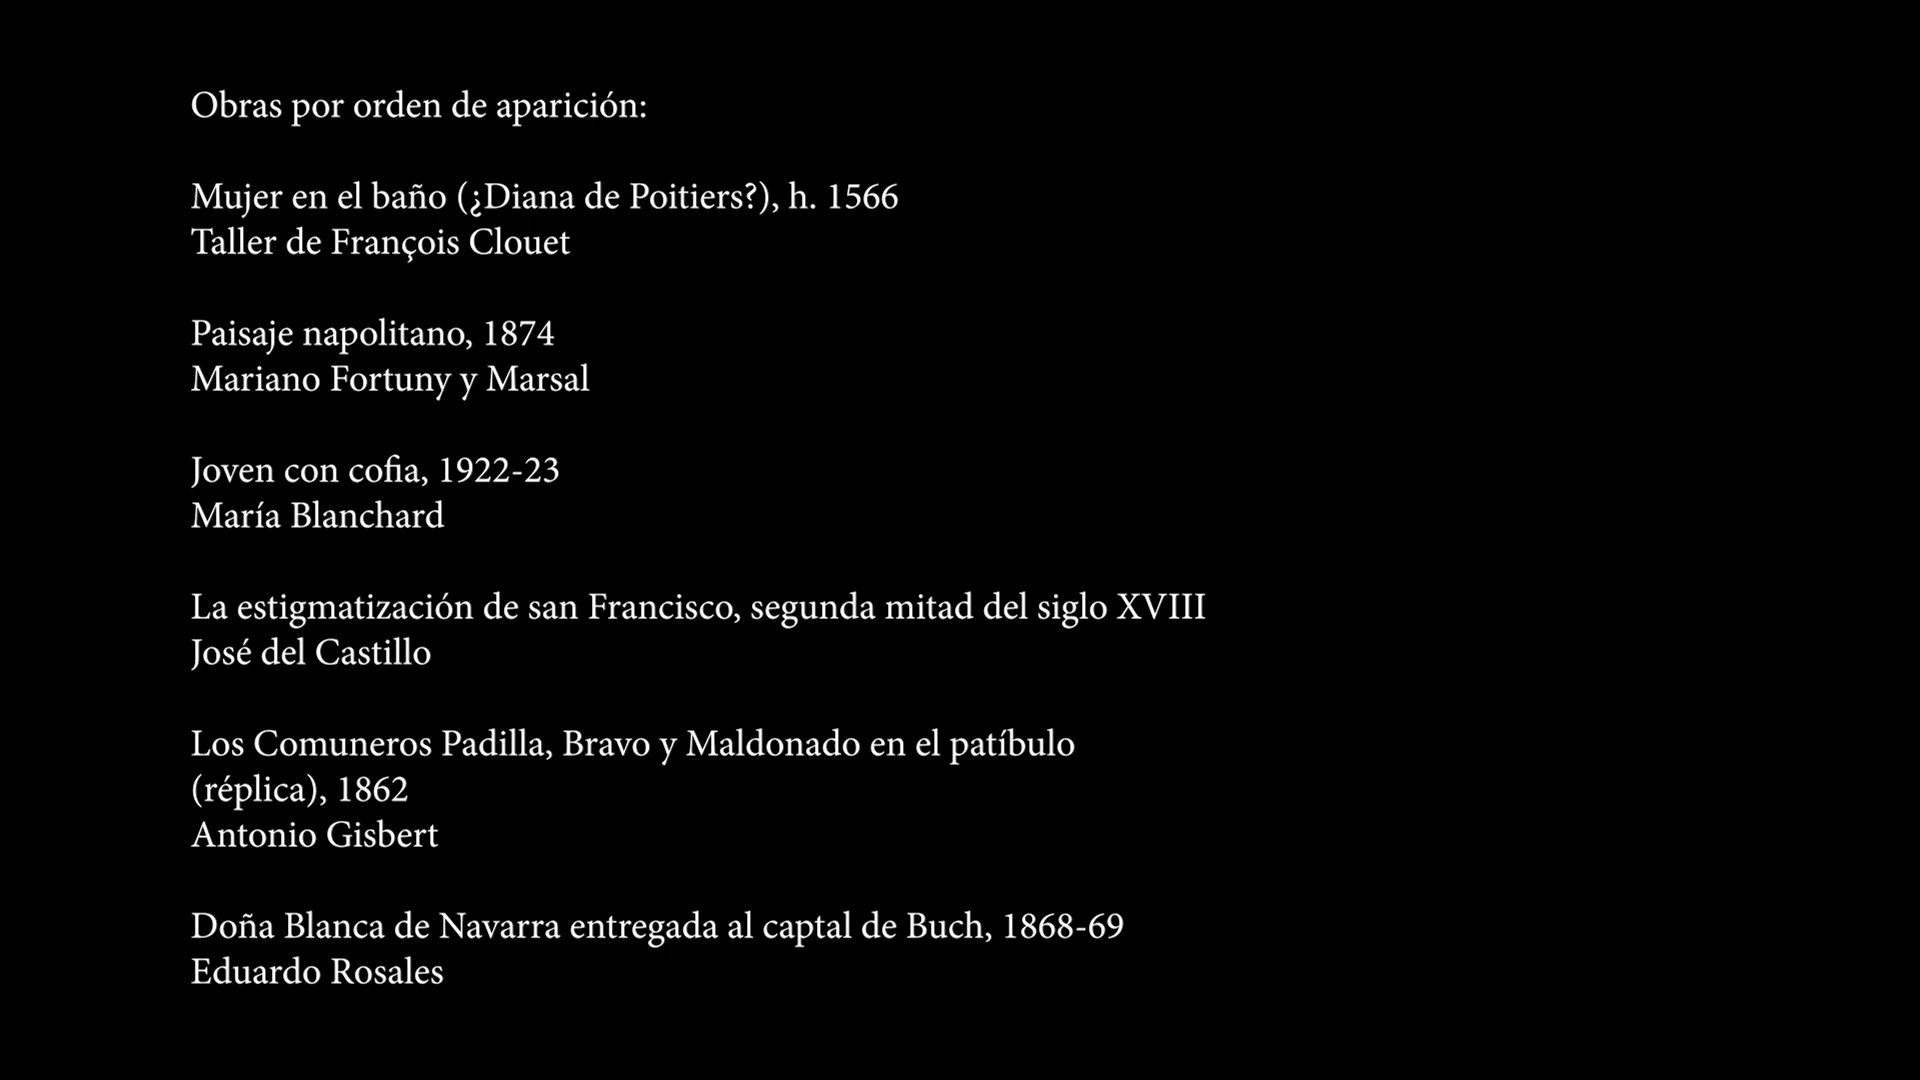 Obras por orden de aparición:
Mujer en el baño (¿Diana de Poitiers?), h. 1566
Taller de François Clouet
Paisaje napolitano, 1874
Mariano Fortuny y Marsal
Joven con cofia, 1922-23
María Blanchard
La estigmatización de san Francisco, segunda mitad del siglo XVIII
José del Castillo
Los Comuneros Padilla, Bravo y Maldonado en el patíbulo
(réplica), 1862
Antonio Gisbert
Doña Blanca de Navarra entregada al captal de Buch, 1868-69
Eduardo Rosales